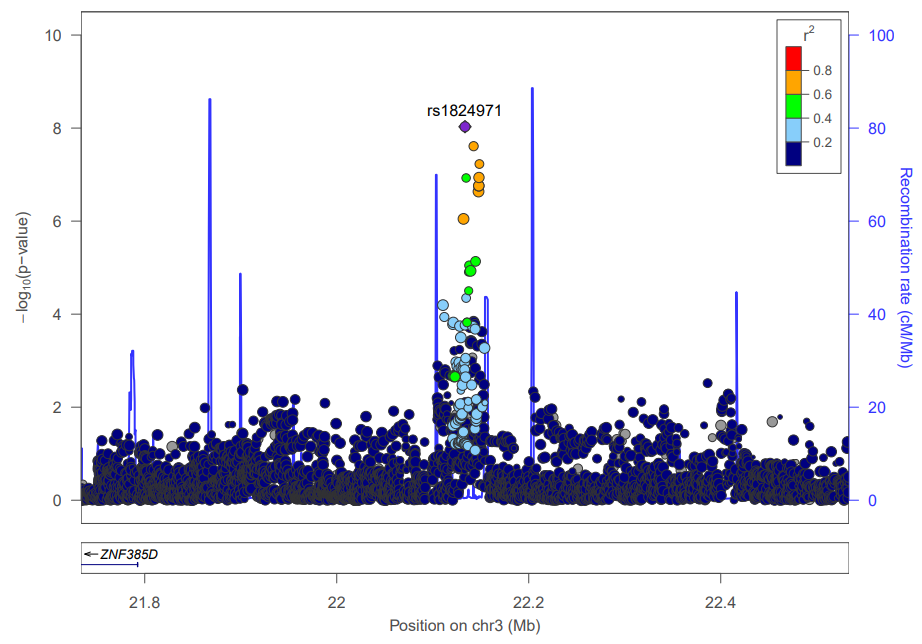 r2
0.8
0.6
0.4
0.2
rs1824971
10
8
6
4
2
0
−log10(p−value)
100
80
60
40
20
0
Recombination rate (cM/Mb)
ZNF385D
21.8 22 22.2 22.4
Position on chr3 (Mb)